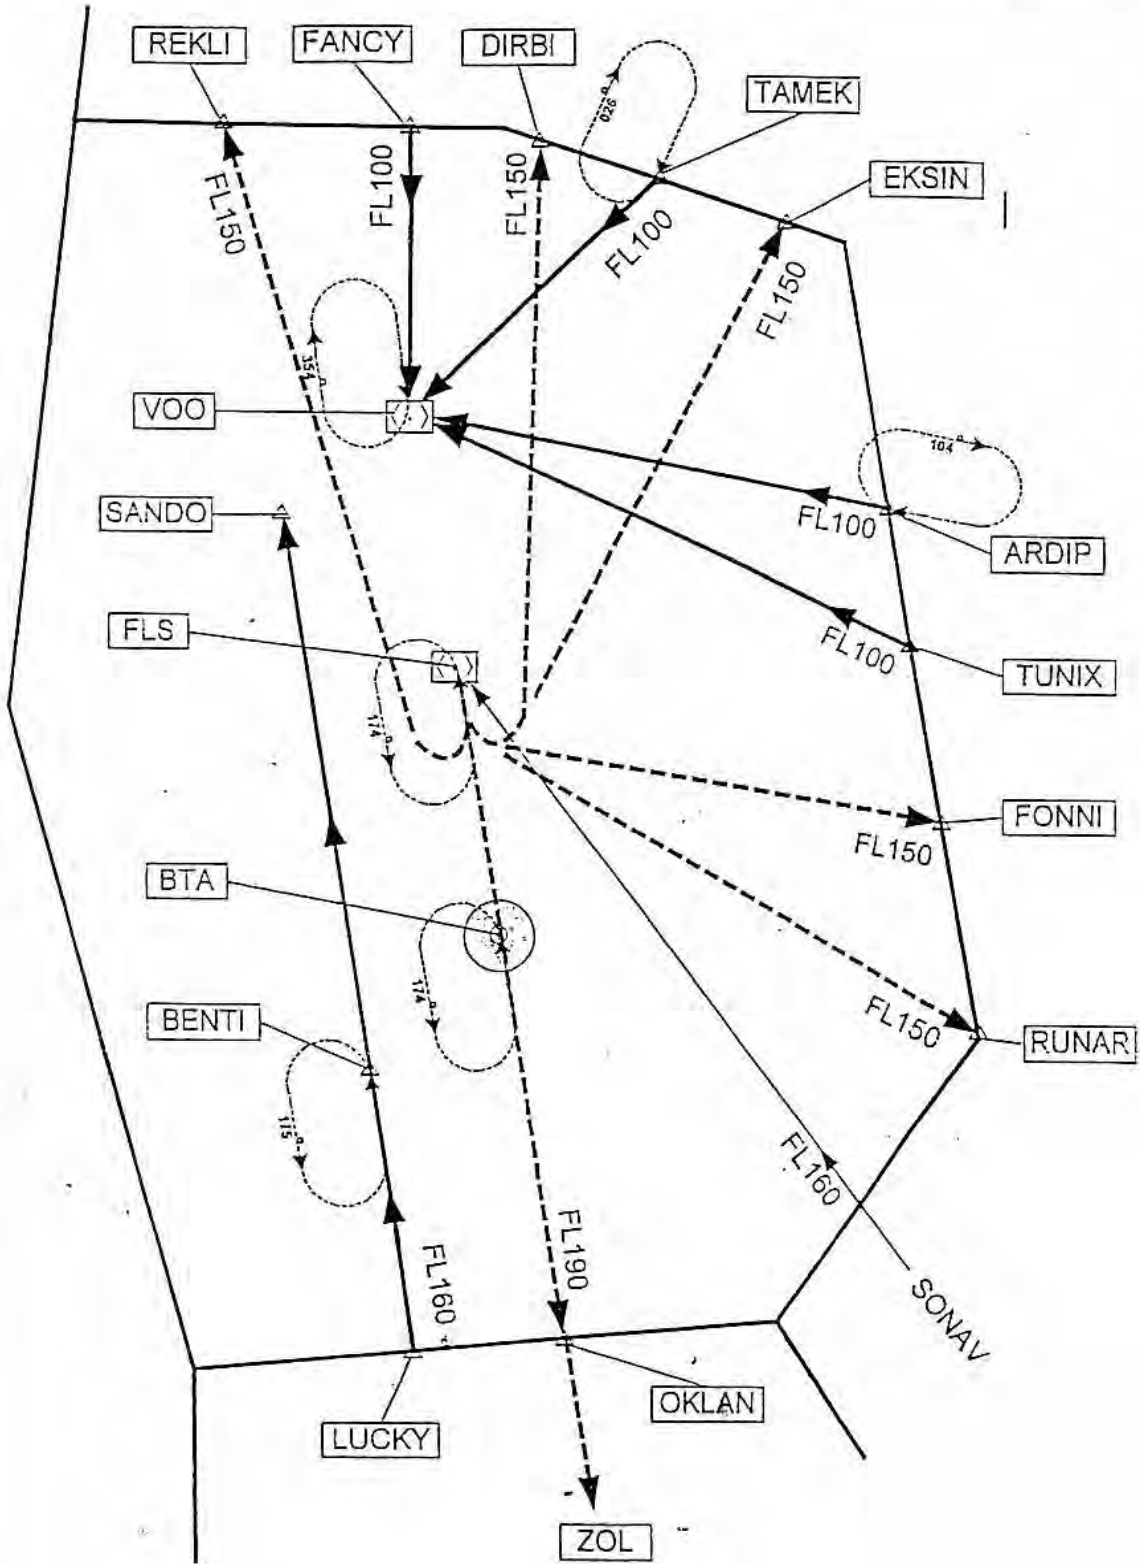 REKLI
FANCY
DIRBI
TAMEK
EKSIN
026°
FL150
FL100
FL150
FL100
FL150
354°
VOO
104°
SANDO
FL100
ARDIP
FLS
FL100
TUNIX
174°
FONNI
FL150
BTA
174°
BENTI
FL150
RUNAR
175°
FL160
FL190
FL160
SONAV
OKLAN
LUCKY
ZOL